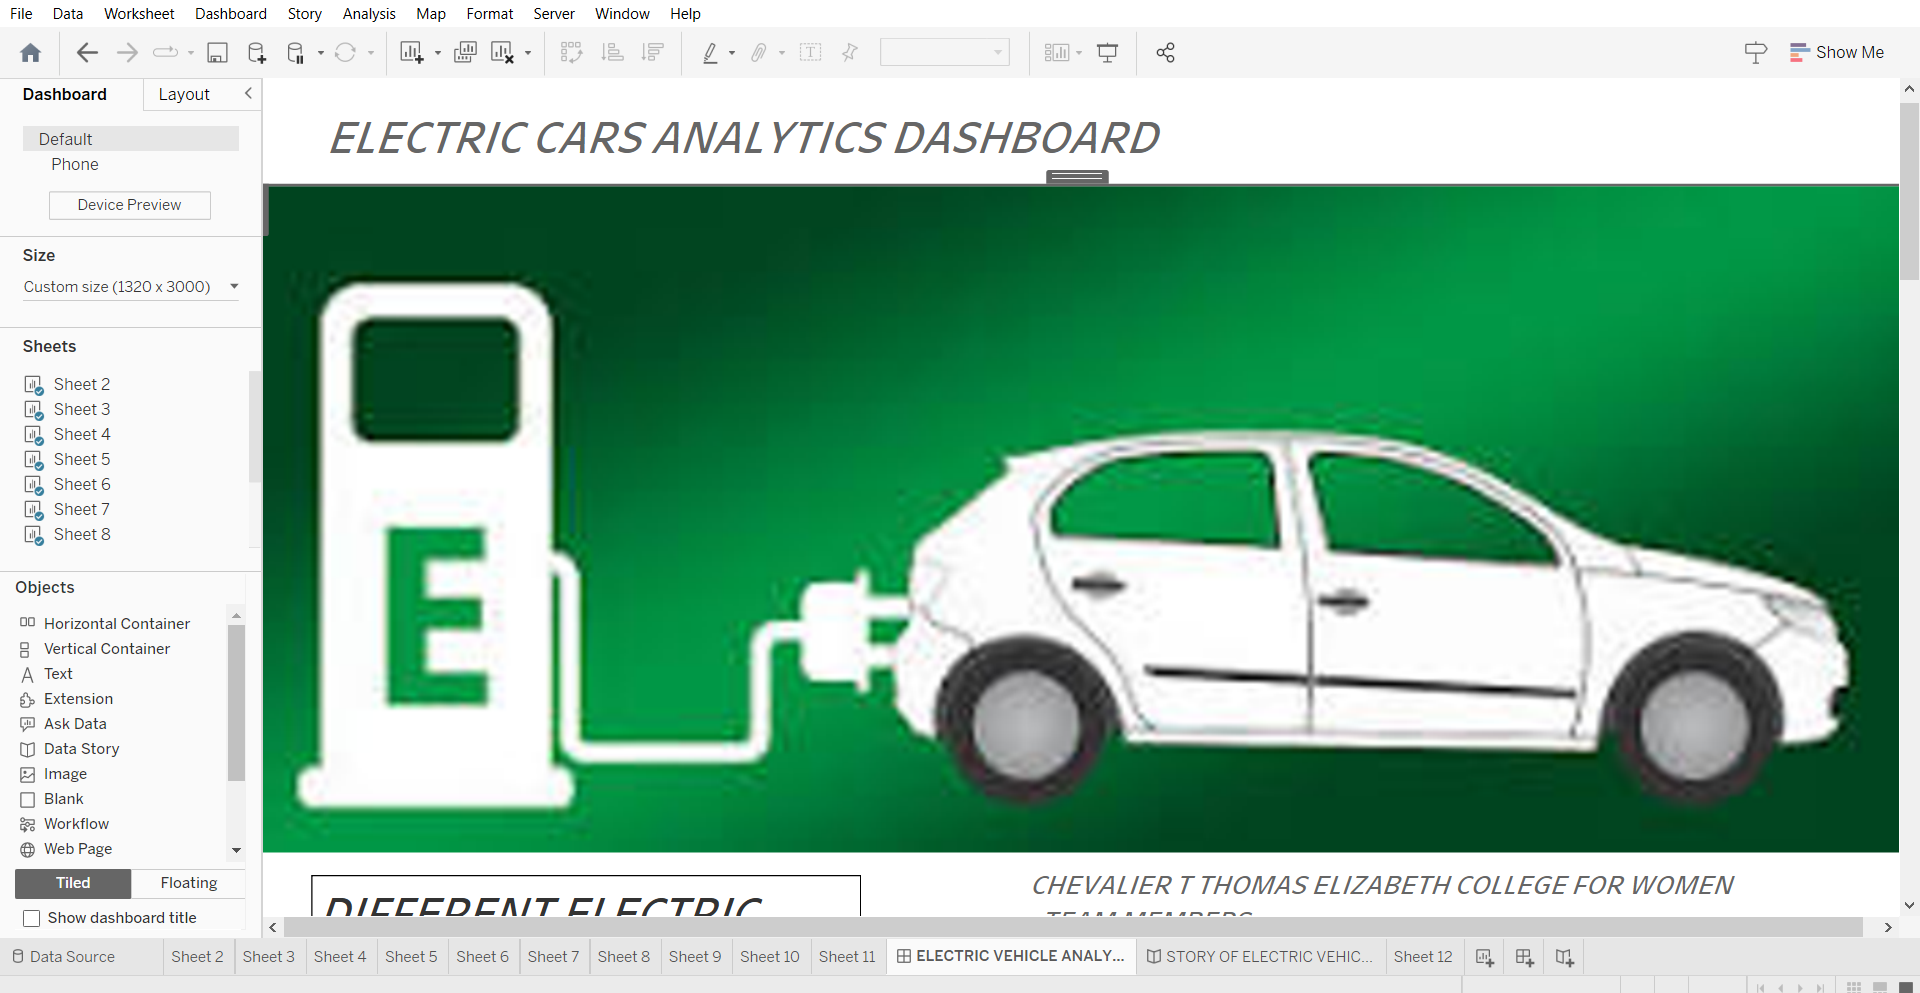 File Data Worksheet Dashboard Story Analysis Map Format Server Window Help
Show Me
Dashboard Layout
Default
Phone
Device Preview
Size
Custom size (1320 x 3000)
Sheets
Sheet 2
Sheet 3
Sheet 4
Sheet 5
Sheet 6
Sheet 7
Sheet 8
Objects
Horizontal Container
Vertical Container
Text
Extension
Ask Data
Data Story
Image
Blank
Workflow
Web Page
Tiled Floating
Show dashboard title
ELECTRIC CARS ANALYTICS DASHBOARD
E
DIFFERENT ELECTRIC
CHEVALIER T THOMAS ELIZABETH COLLEGE FOR WOMEN
TEAM MEMBERS
Data Source Sheet 2 Sheet 3 Sheet 4 Sheet 5 Sheet 6 Sheet 7 Sheet 8 Sheet 9 Sheet 10 Sheet 11 ELECTRIC VEHICLE ANALY... STORY OF ELECTRIC VEHIC... Sheet 12